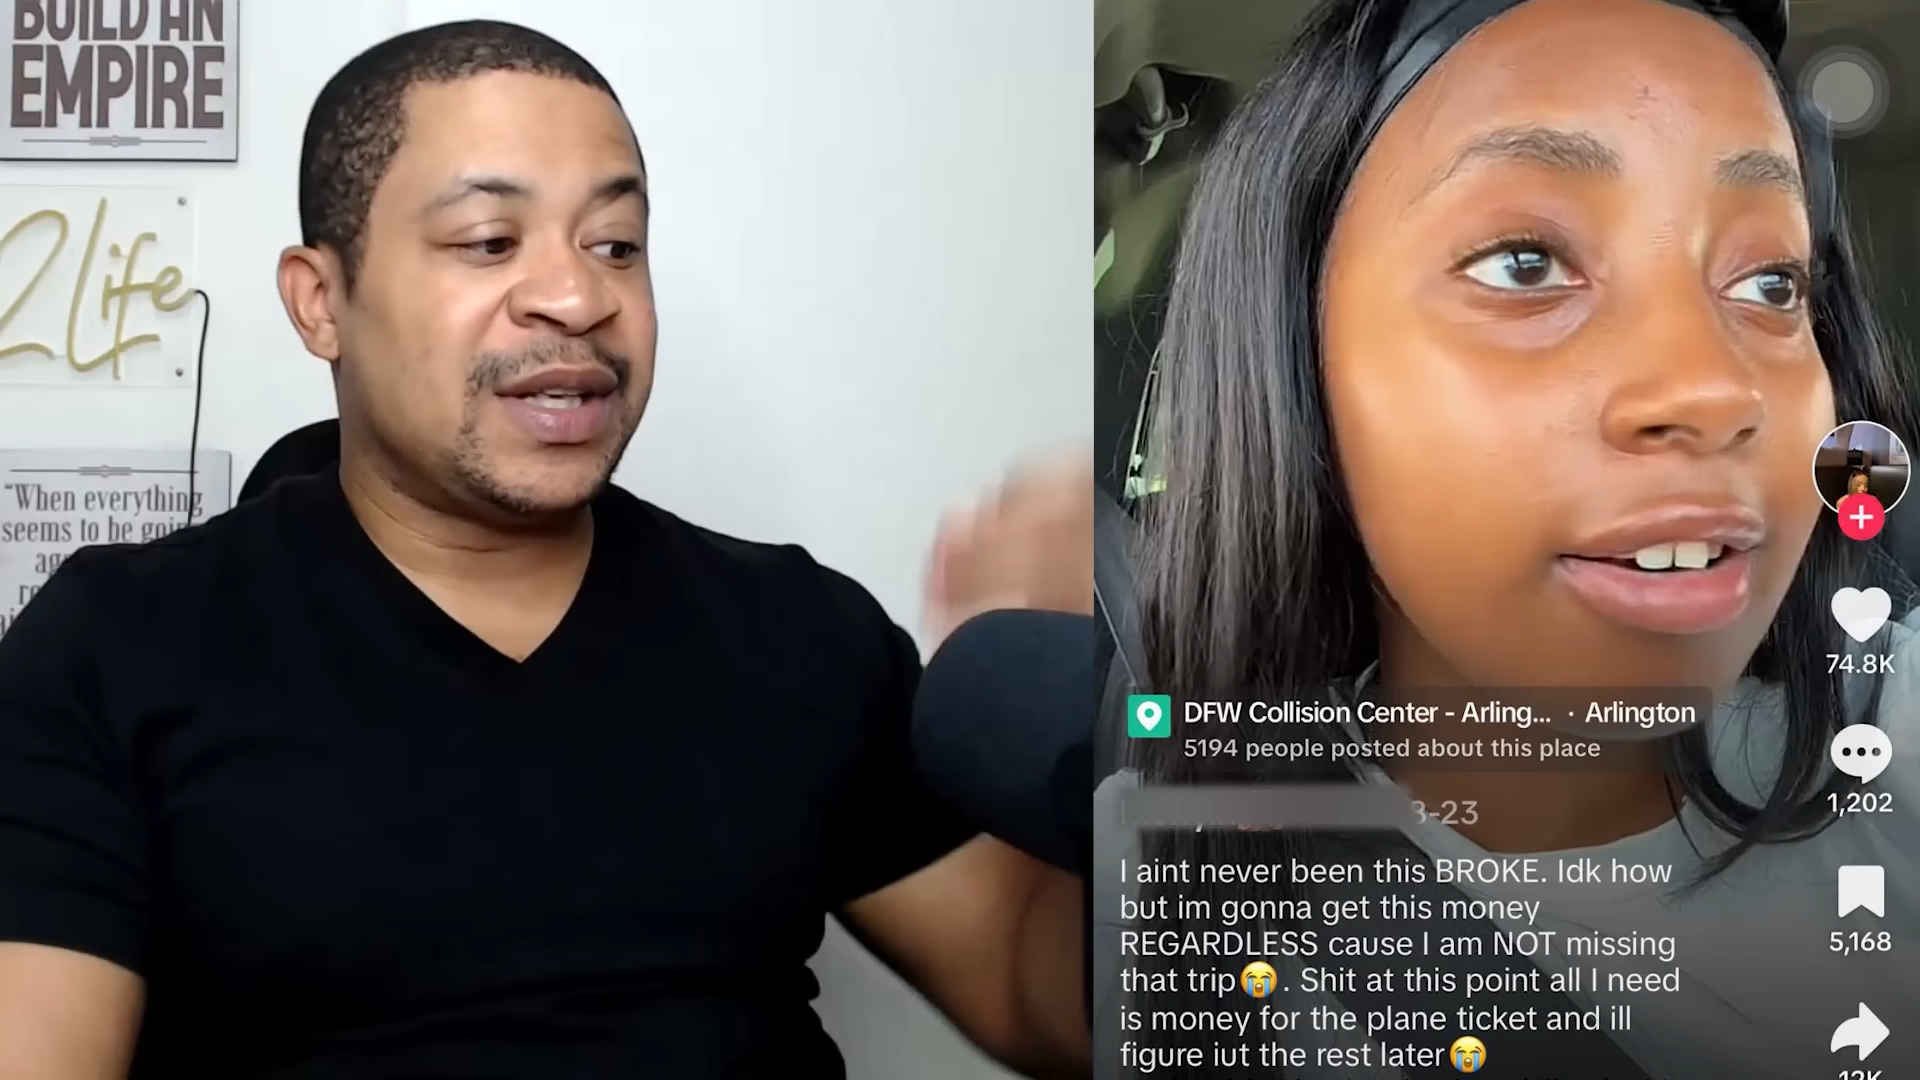 BUILD AN
EMPIRE
2Life
"When everything
seems to be goin
DFW Collision Center - Arling... · Arlington
5194 people posted about this place
3-23
I aint never been this BROKE. Idk how
but im gonna get this money
REGARDLESS cause I am NOT missing
that trip😭. Shit at this point all I need
is money for the plane ticket and ill
figure iut the rest later😭
74.8K
1,202
5,168
12K